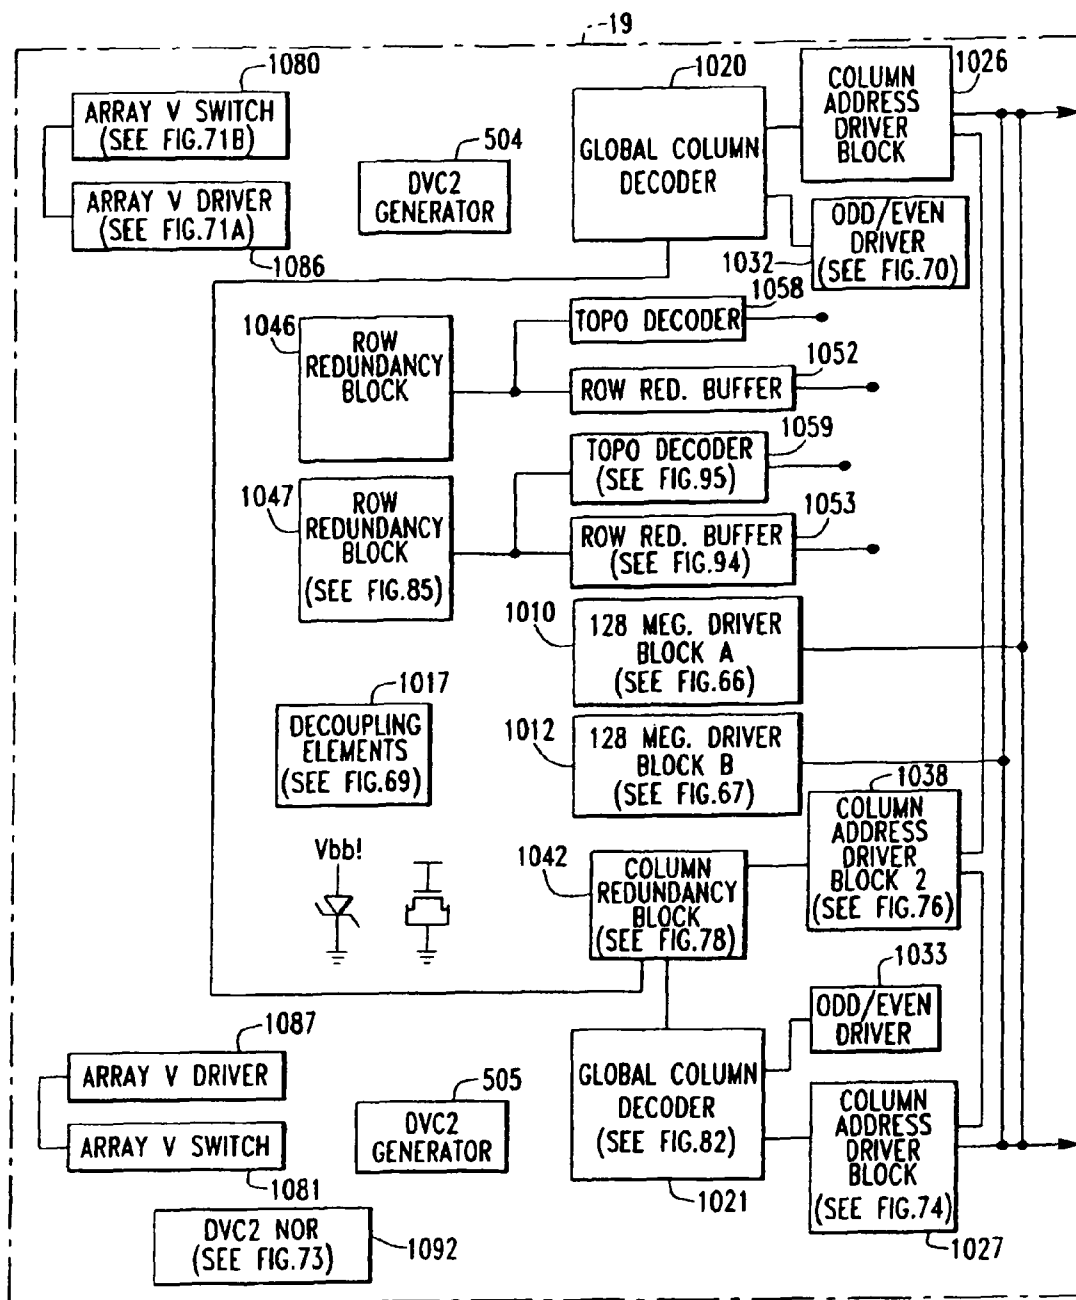 19
1080
ARRAY V SWITCH
(SEE FIG.71B)
ARRAY V DRIVER
(SEE FIG.71A)
1086
504
DVC2
GENERATOR
1020
GLOBAL COLUMN
DECODER
1026
COLUMN
ADDRESS
DRIVER
BLOCK
ODD/EVEN
DRIVER
(SEE FIG.70)
1032
1046
ROW
REDUNDANCY
BLOCK
1058
TOPO DECODER
1052
ROW RED. BUFFER
1059
TOPO DECODER
(SEE FIG.95)
1047
ROW
REDUNDANCY
BLOCK
(SEE FIG.85)
1053
ROW RED. BUFFER
(SEE FIG.94)
1010
128 MEG. DRIVER
BLOCK A
(SEE FIG.66)
1017
DECOUPLING
ELEMENTS
(SEE FIG.69)
1012
128 MEG. DRIVER
BLOCK B
(SEE FIG.67)
1038
COLUMN
ADDRESS
DRIVER
BLOCK 2
(SEE FIG.76)
Vbb!
1042
COLUMN
REDUNDANCY
BLOCK
(SEE FIG.78)
1033
ODD/EVEN
DRIVER
1087
ARRAY V DRIVER
ARRAY V SWITCH
1081
505
DVC2
GENERATOR
GLOBAL COLUMN
DECODER
(SEE FIG.82)
1021
COLUMN
ADDRESS
DRIVER
BLOCK
(SEE FIG.74)
1027
DVC2 NOR
(SEE FIG.73)
1092